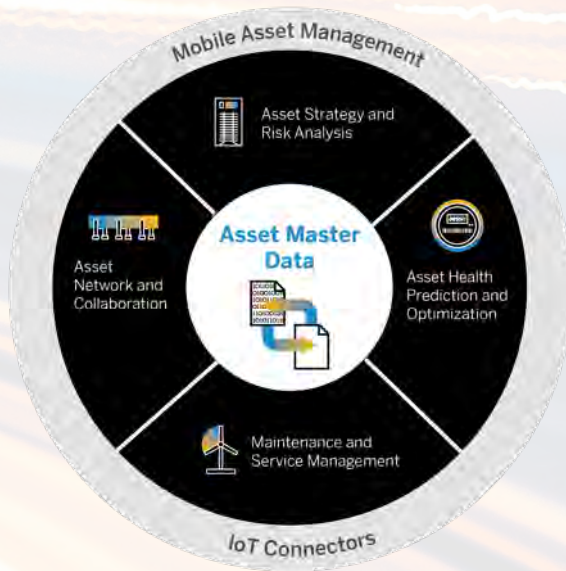 Mobile Asset Management
Asset Strategy and
Risk Analysis
Asset
Network and
Collaboration
Asset Master
Data
Asset Health
Prediction and
Optimization
Maintenance and
Service Management
IoT Connectors